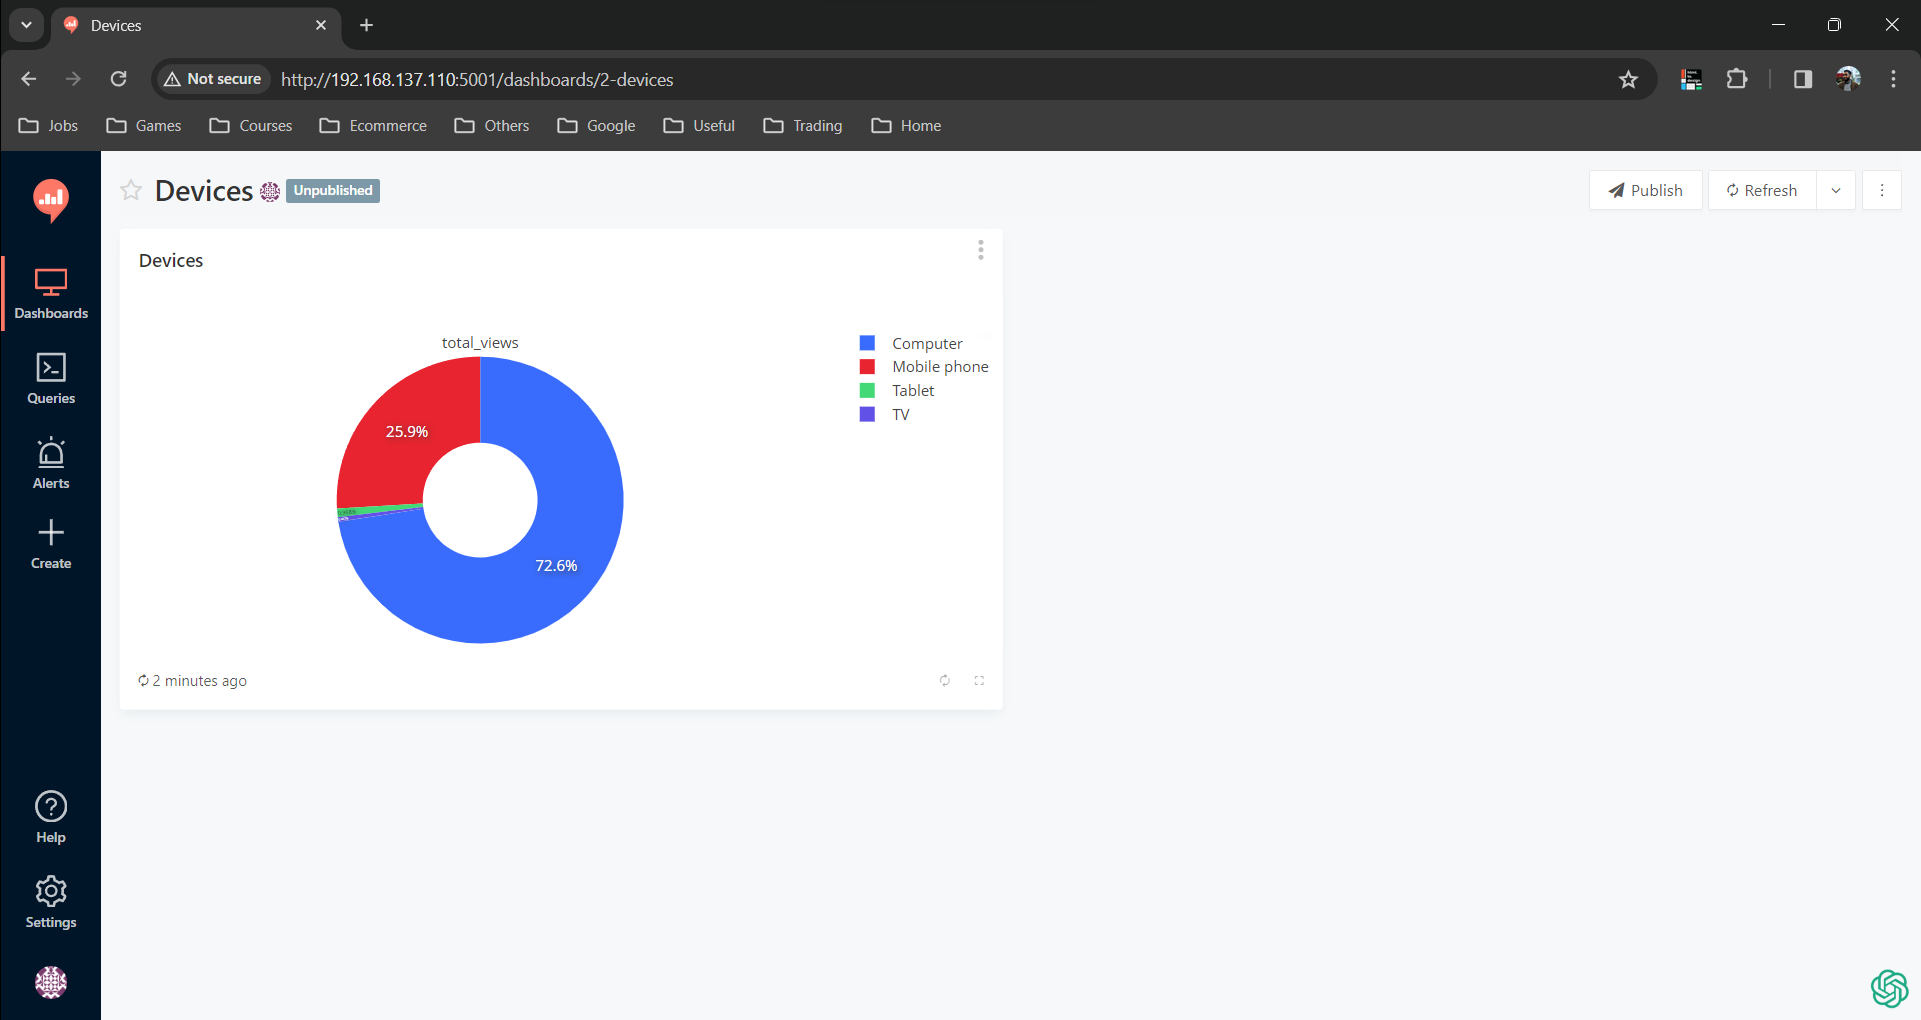 Devices
Not secure
http://192.168.137.110:5001/dashboards/2-devices
Jobs
Games
Courses
Ecommerce
Others
Google
Useful
Trading
Home
Devices
Unpublished
Publish
Refresh
Dashboards
Queries
Alerts
Create
Help
Settings
Devices
total_views
25.9%
72.6%
Computer
Mobile phone
Tablet
TV
2 minutes ago